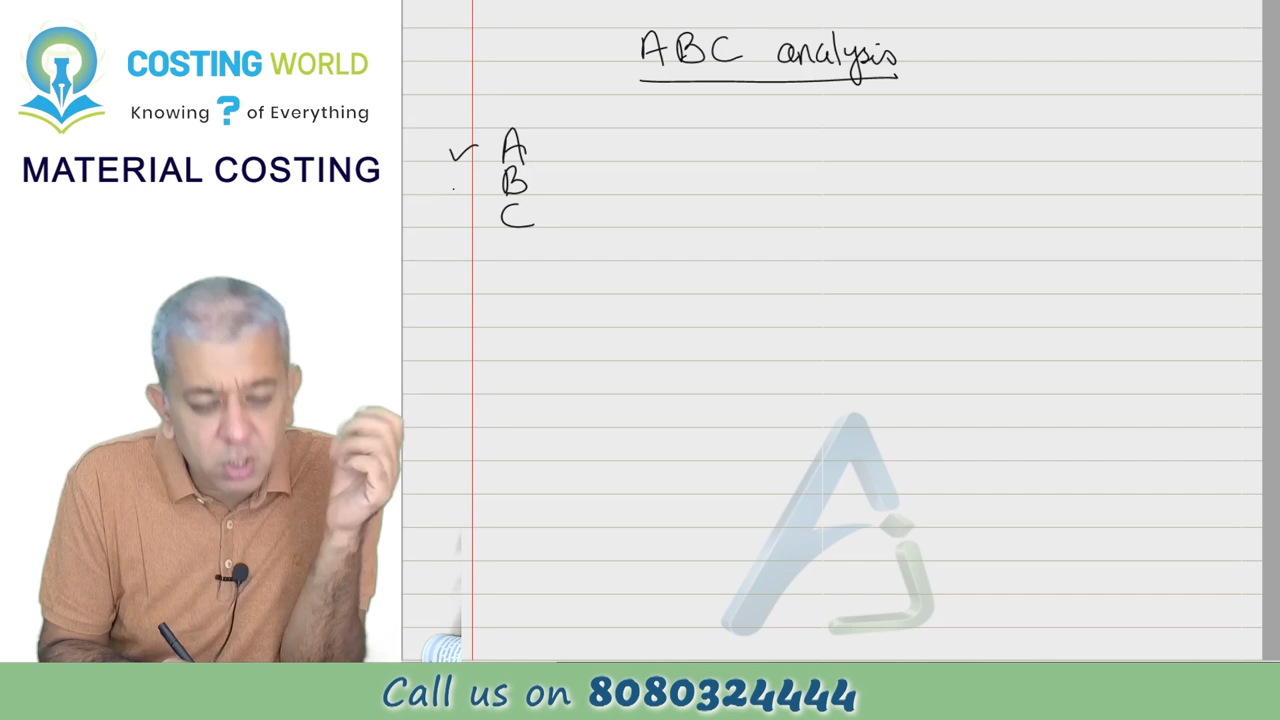 COSTING WORLD
Knowing ? of Everything
MATERIAL COSTING
ABC analysis
A
B
C
Call us on 8080324444